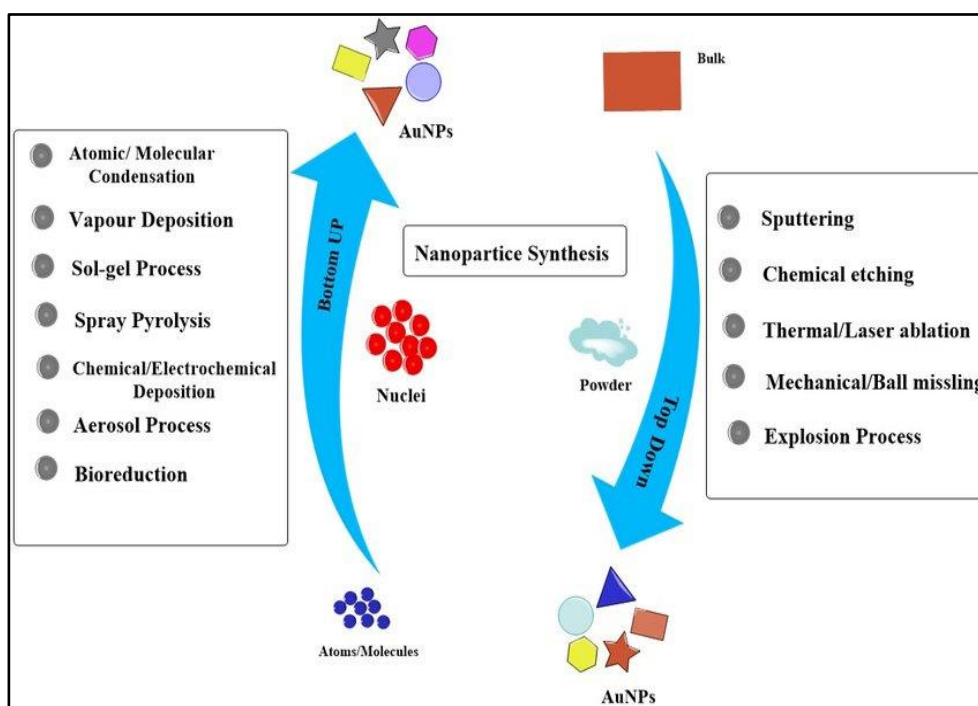 AuNPs
Bulk
Atomic/ Molecular
Condensation
Vapour Deposition
Sol-gel Process
Spray Pyrolysis
Chemical/Electrochemical
Deposition
Aerosol Process
Bioreduction
Bottom UP
Nanopartice Synthesis
Nuclei
Powder
Top Down
Sputtering
Chemical etching
Thermal/Laser ablation
Mechanical/Ball missling
Explosion Process
Atoms/Molecules
AuNPs